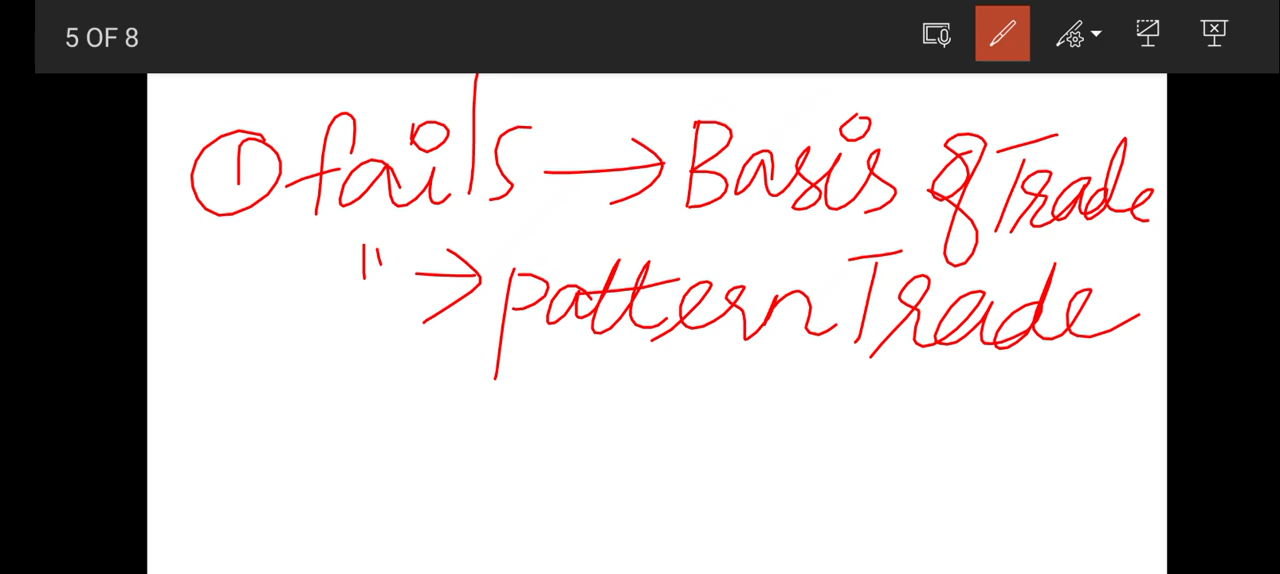 5 OF 8
① fails → Basis of Trade
" → pattern Trade